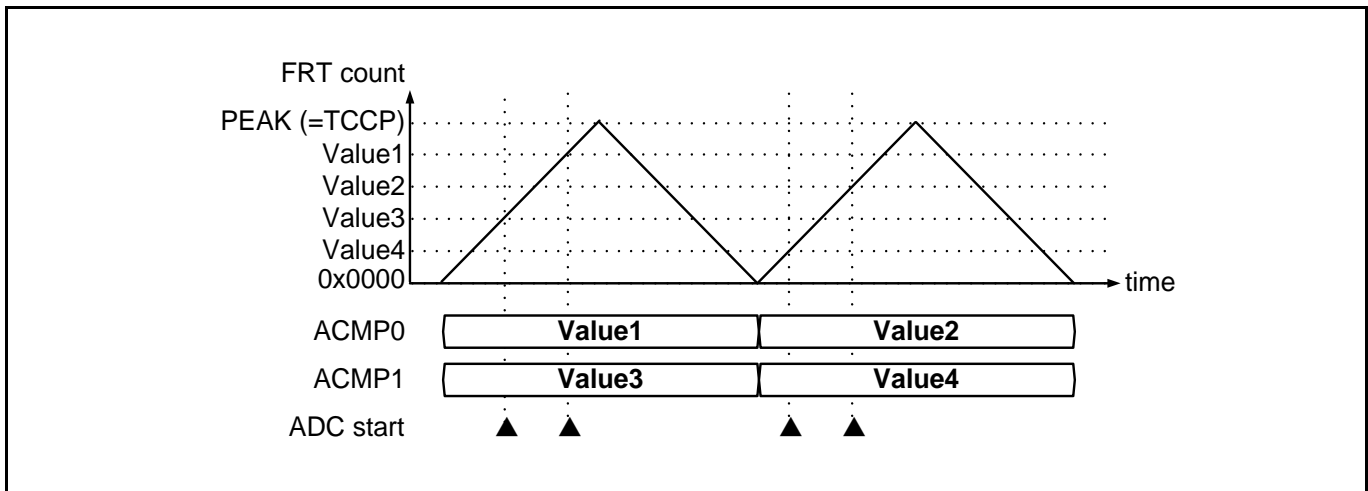 FRT count
PEAK (=TCCP)
Value1
Value2
Value3
Value4
0x0000
time
ACMP0 Value1 Value2
ACMP1 Value3 Value4
ADC start